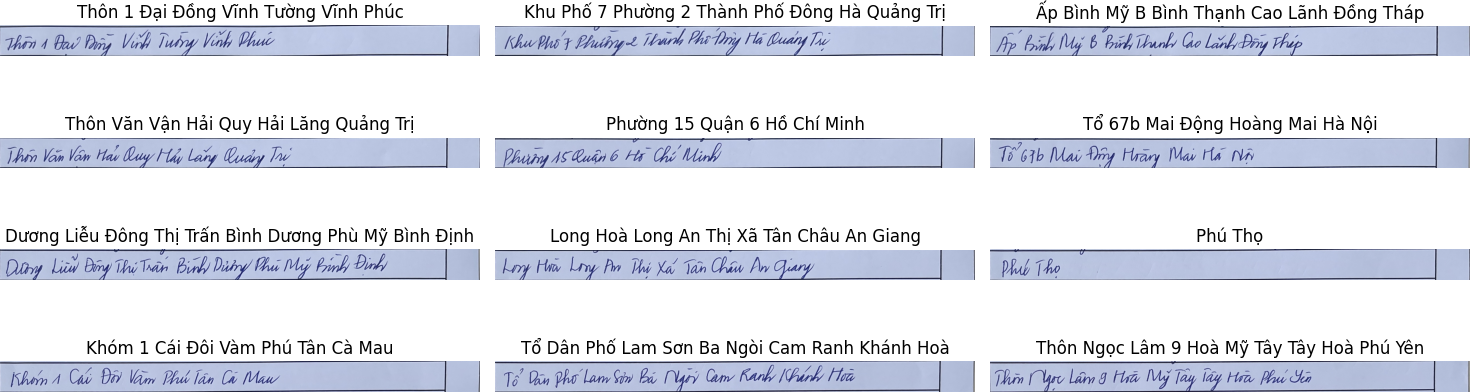 Thôn 1 Đại Đồng Vĩnh Tường Vĩnh Phúc
Khu Phố 7 Phường 2 Thành Phố Đông Hà Quảng Trị
Ấp Bình Mỹ B Bình Thạnh Cao Lãnh Đồng Tháp
Thôn 1 Đại Đồng Vĩnh Tường Vĩnh Phúc
Khu Phố 7 Phường 2 Thành Phố Đông Hà Quảng Trị
Ấp Bình Mỹ B Bình Thạnh Cao Lãnh Đồng Tháp
Thôn Văn Vận Hải Quy Hải Lăng Quảng Trị
Phường 15 Quận 6 Hồ Chí Minh
Tổ 67b Mai Động Hoàng Mai Hà Nội
Thôn Văn Vận Hải Quy Hải Lăng Quảng Trị
Phường 15 Quận 6 Hồ Chí Minh
Tổ 67b Mai Động Hoàng Mai Hà Nội
Dương Liễu Đông Thị Trấn Bình Dương Phù Mỹ Bình Định
Long Hoà Long An Thị Xã Tân Châu An Giang
Phú Thọ
Dương Liễu Đông Thị Trấn Bình Dương Phù Mỹ Bình Định
Long Hoà Long An Thị Xã Tân Châu An Giang
Phú Thọ
Khóm 1 Cái Đôi Vàm Phú Tân Cà Mau
Tổ Dân Phố Lam Sơn Ba Ngòi Cam Ranh Khánh Hoà
Thôn Ngọc Lâm 9 Hoà Mỹ Tây Tây Hoà Phú Yên
Khóm 1 Cái Đôi Vàm Phú Tân Cà Mau
Tổ Dân Phố Lam Sơn Ba Ngòi Cam Ranh Khánh Hoà
Thôn Ngọc Lâm 9 Hoà Mỹ Tây Tây Hoà Phú Yên